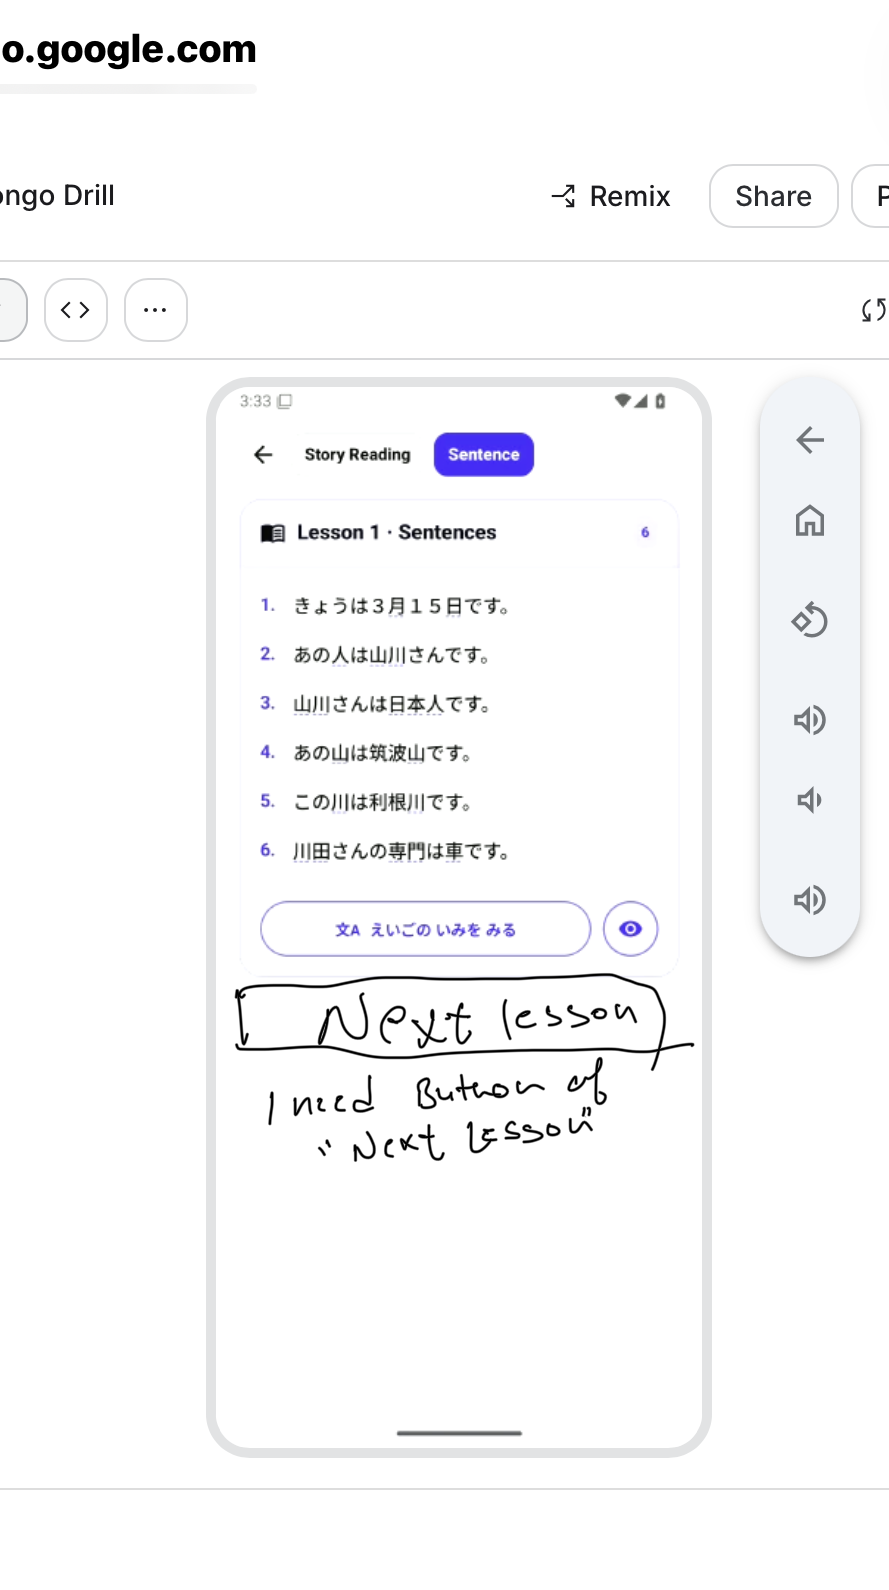 o.google.com
ongo Drill
Remix
Share
P
3:33
Story Reading
Sentence
Lesson 1 · Sentences
6
1. きょうは３月１５日です。
2. あの人は山川さんです。
3. 山川さんは日本人です。
4. あの山は筑波山です。
5. この川は利根川です。
6. 川田さんの専門は車です。
文A えいごの いみを みる
Next lesson
I need Button of
"Next Lesson"